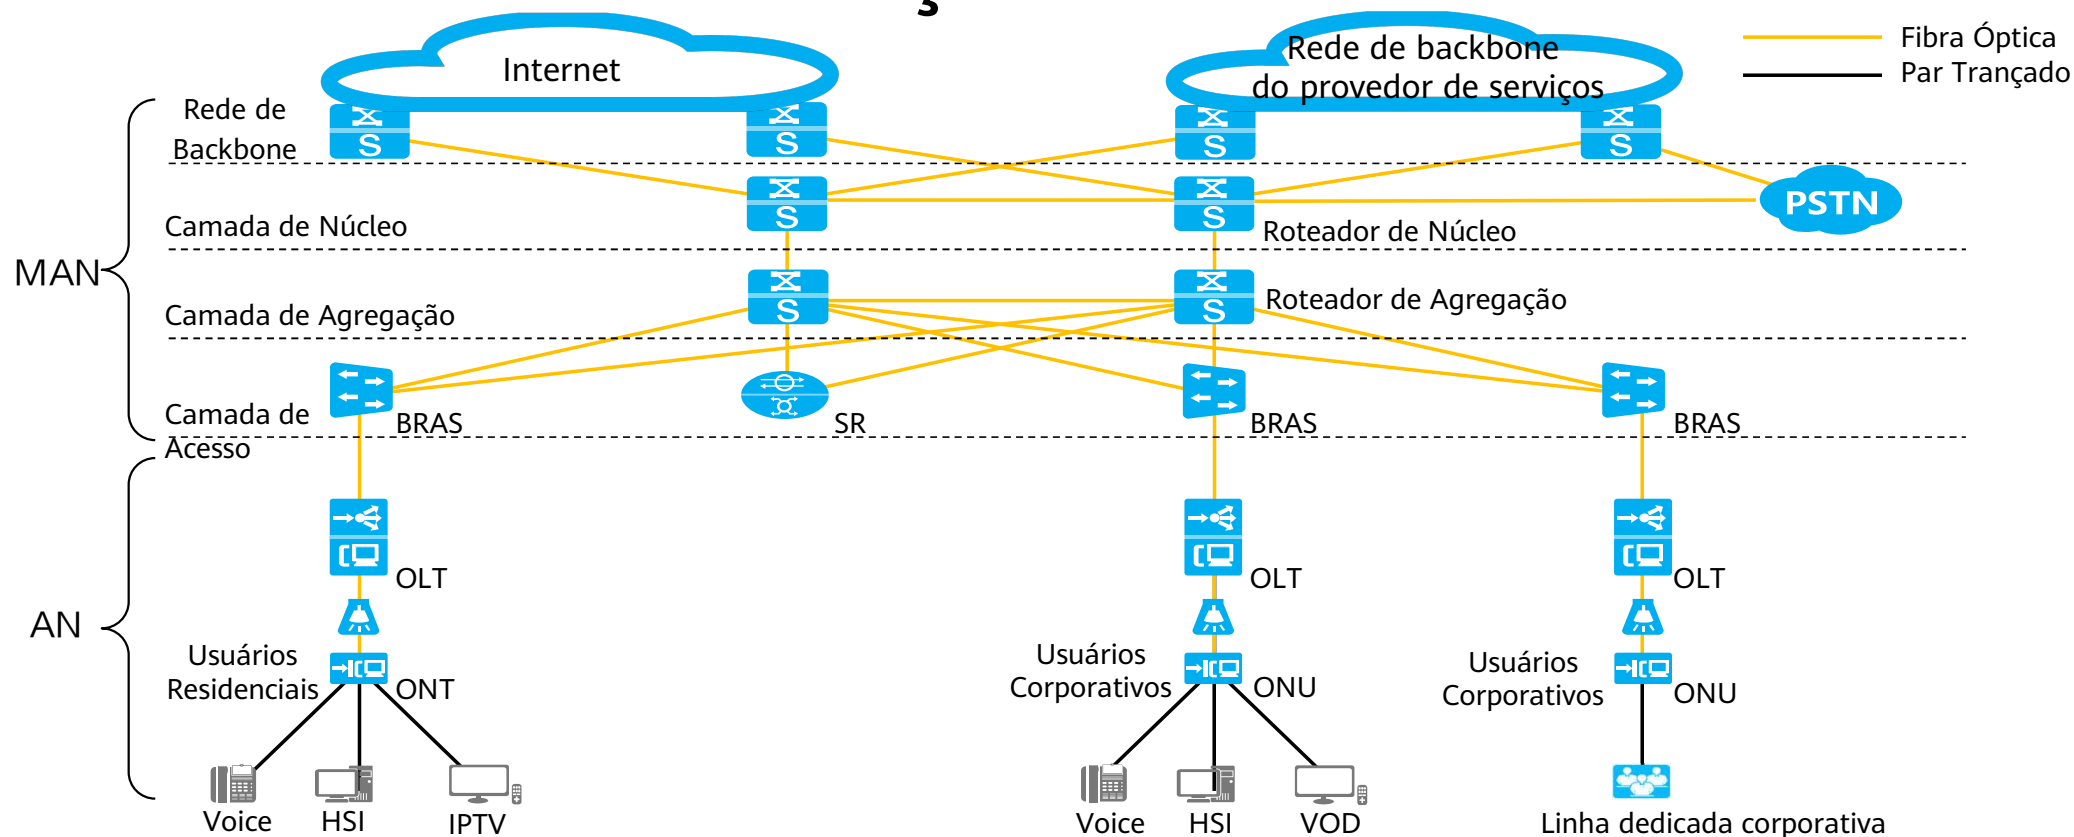 Internet
Rede de backbone
do provedor de serviços
Fibra Óptica
Par Trançado
Rede de
Backbone
PSTN
Camada de Núcleo
Roteador de Núcleo
MAN
Roteador de Agregação
Camada de Agregação
Camada de
Acesso
BRAS
SR
BRAS
BRAS
OLT
OLT
OLT
AN
Usuários
Residenciais
ONT
Usuários
Corporativos
ONU
Usuários
Corporativos
ONU
Voice
HSI
IPTV
Voice
HSI
VOD
Linha dedicada corporativa